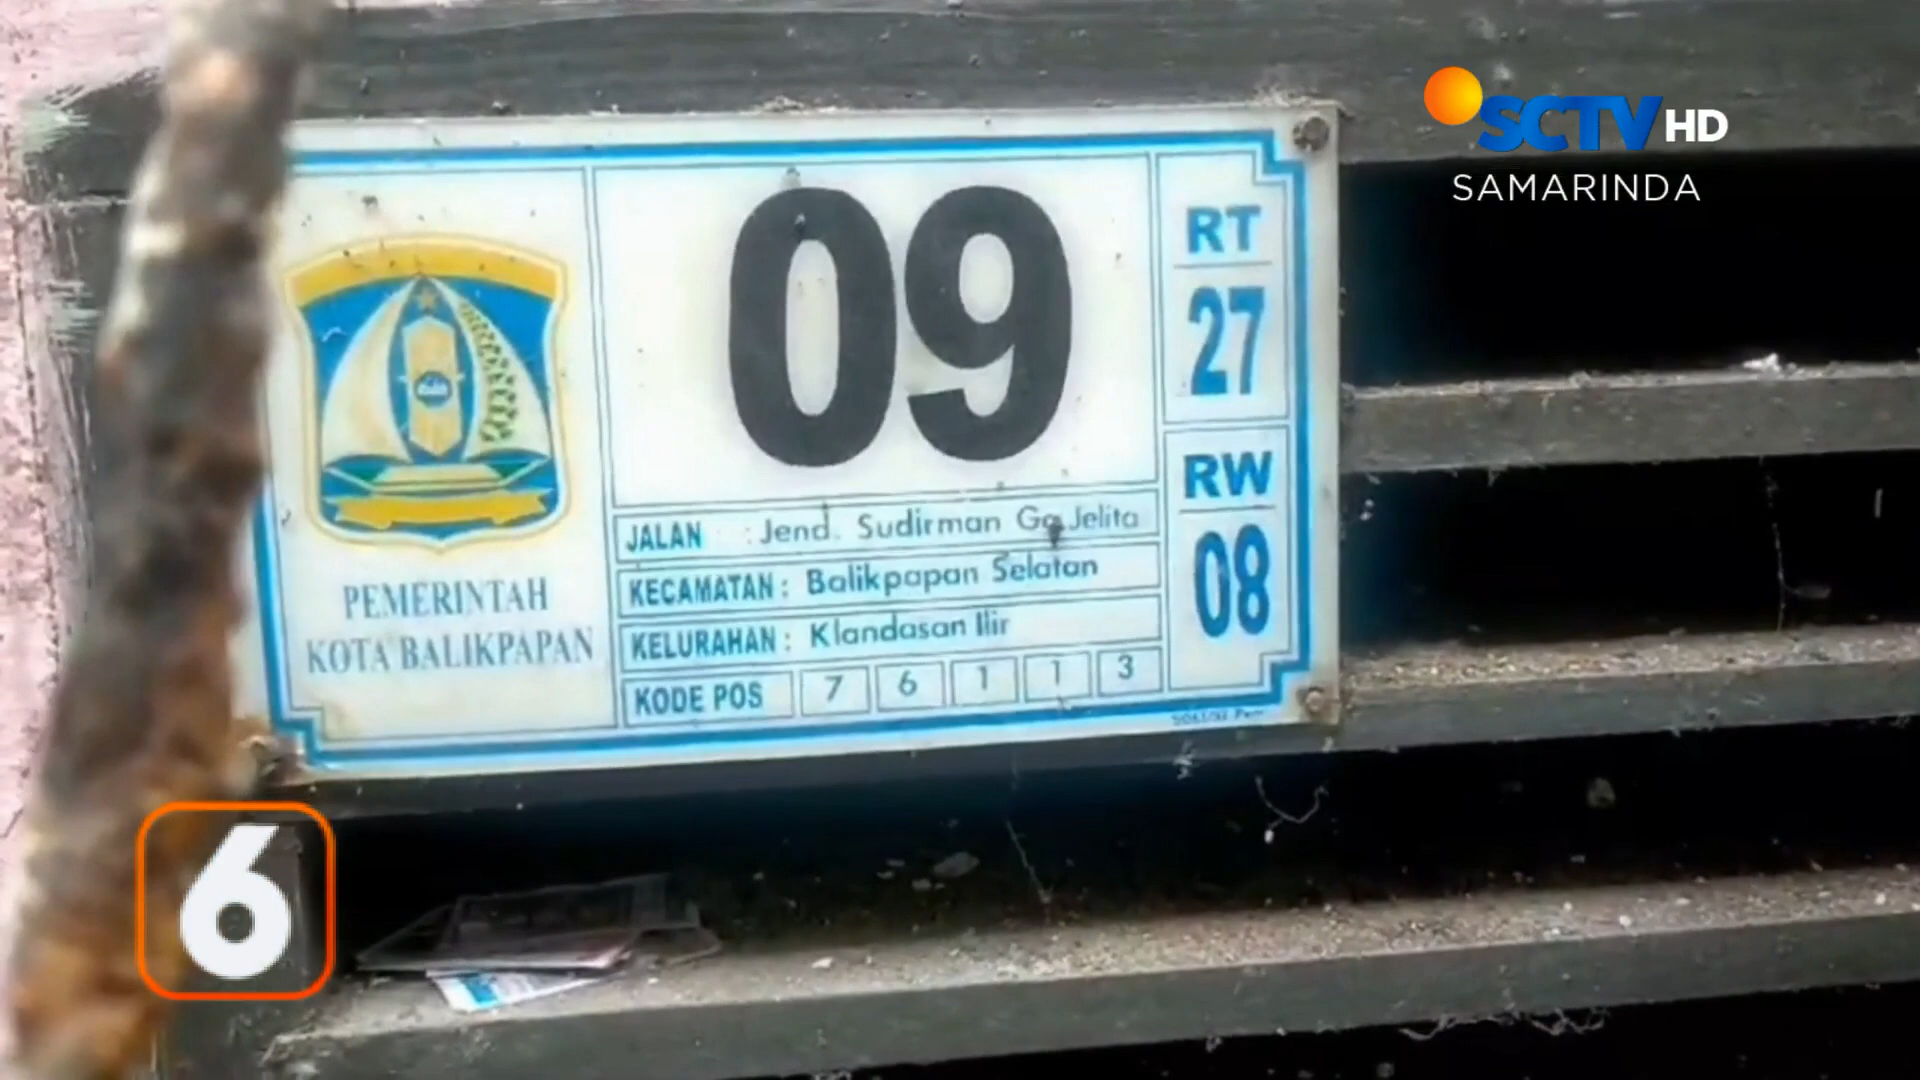 SCTV HD
SAMARINDA
09
RT
27
RW
08
JALAN : Jend. Sudirman Gg Jelita
KECAMATAN : Balikpapan Selatan
KELURAHAN : Klandasan Ilir
KODE POS 7 6 1 1 3
PEMERINTAH
KOTA BALIKPAPAN
6